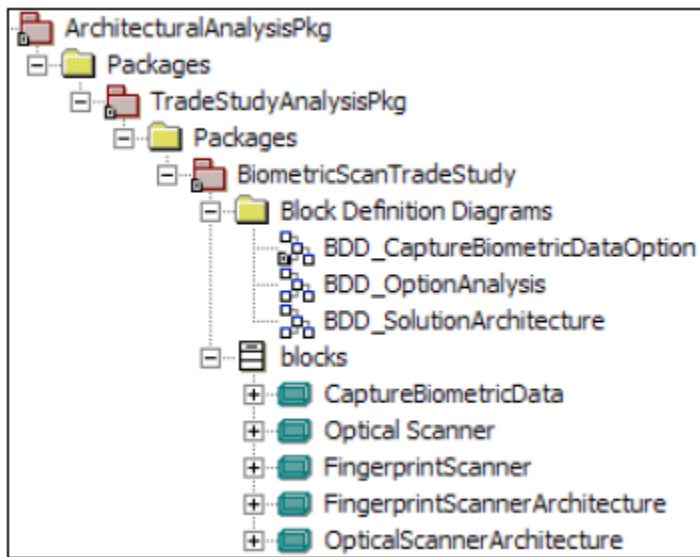 ArchitecturalAnalysisPkg
Packages
TradeStudyAnalysisPkg
Packages
BiometricScanTradeStudy
Block Definition Diagrams
BDD_CaptureBiometricDataOption
BDD_OptionAnalysis
BDD_SolutionArchitecture
blocks
CaptureBiometricData
Optical Scanner
FingerprintScanner
FingerprintScannerArchitecture
OpticalScannerArchitecture